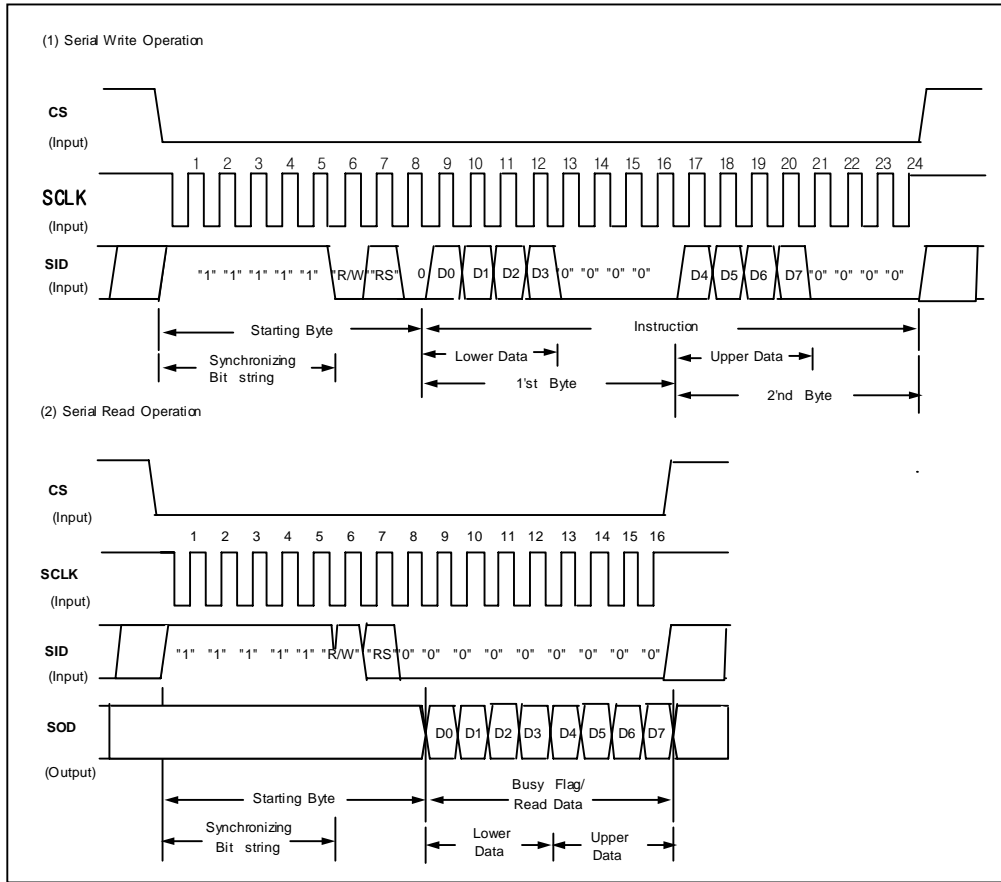 (1) Serial Write Operation
CS
(Input)
1 2 3 4 5 6 7 8 9 10 11 12 13 14 15 16 17 18 19 20 21 22 23 24
SCLK
(Input)
SID
(Input)
"1" "1" "1" "1" "1" "R/W" "RS" 0 D0 D1 D2 D3 "0" "0" "0" "0" D4 D5 D6 D7 "0" "0" "0" "0"
Starting Byte
Instruction
Synchronizing
Bit string
Lower Data
Upper Data
1'st Byte
2'nd Byte
(2) Serial Read Operation
CS
(Input)
1 2 3 4 5 6 7 8 9 10 11 12 13 14 15 16
SCLK
(Input)
SID
(Input)
"1" "1" "1" "1" "1" "R/W" "RS" "0" "0" "0" "0" "0" "0" "0" "0" "0"
SOD
(Output)
D0 D1 D2 D3 D4 D5 D6 D7
Starting Byte
Busy Flag/
Read Data
Synchronizing
Bit string
Lower
Data
Upper
Data